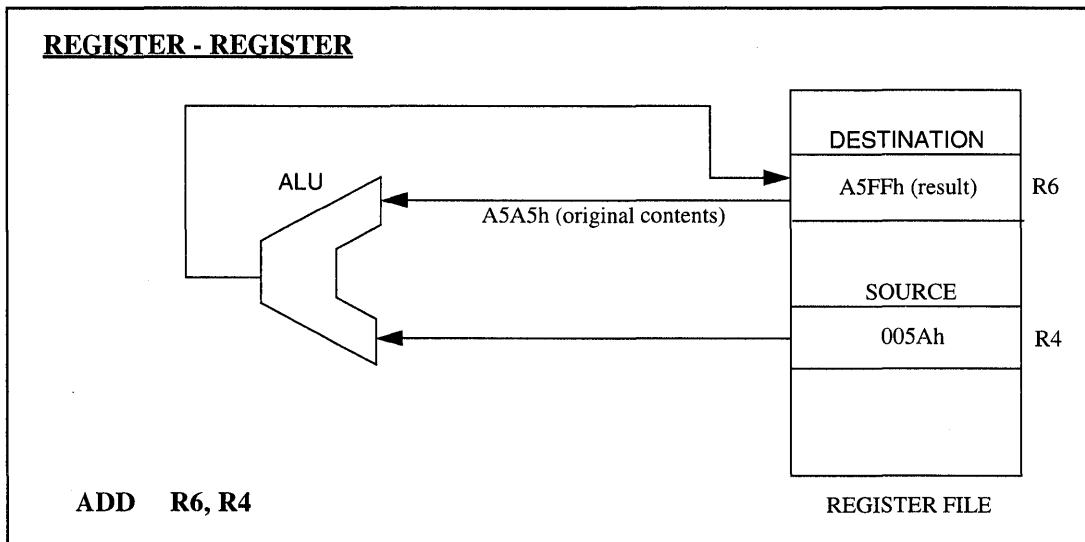 REGISTER - REGISTER
DESTINATION
ALU
A5FFh (result)
R6
A5A5h (original contents)
SOURCE
005Ah
R4
ADD R6, R4
REGISTER FILE